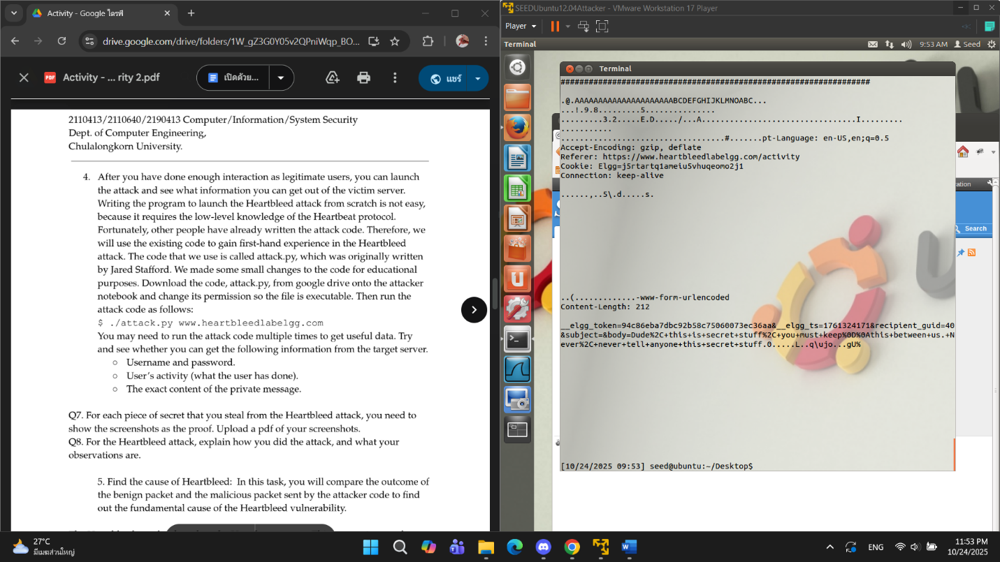 Activity - Google ไดรฟ์
drive.google.com/drive/folders/1W_gZ3G0Y05v2QPniWqp_BO...
PDF
Activity - ... rity 2.pdf
เปิดด้วย...
แชร์
2110413/2110640/2190413 Computer/Information/System Security
Dept. of Computer Engineering,
Chulalongkorn University.
4. After you have done enough interaction as legitimate users, you can launch
the attack and see what information you can get out of the victim server.
Writing the program to launch the Heartbleed attack from scratch is not easy,
because it requires the low-level knowledge of the Heartbeat protocol.
Fortunately, other people have already written the attack code. Therefore, we
will use the existing code to gain first-hand experience in the Heartbleed
attack. The code that we use is called attack.py, which was originally written
by Jared Stafford. We made some small changes to the code for educational
purposes. Download the code, attack.py, from google drive onto the attacker
notebook and change its permission so the file is executable. Then run the
attack code as follows:
$ ./attack.py www.heartbleedlabelgg.com
You may need to run the attack code multiple times to get useful data. Try
and see whether you can get the following information from the target server.
○ Username and password.
○ User's activity (what the user has done).
○ The exact content of the private message.
Q7. For each piece of secret that you steal from the Heartbleed attack, you need to
show the screenshots as the proof. Upload a pdf of your screenshots.
Q8. For the Heartbleed attack, explain how you did the attack, and what your
observations are.
5. Find the cause of Heartbleed: In this task, you will compare the outcome of
the benign packet and the malicious packet sent by the attacker code to find
out the fundamental cause of the Heartbleed vulnerability.
SEEDUbuntu12.04Attacker - VMware Workstation 17 Player
Player
Terminal
9:53 AM
Seed
Terminal
##################################################################
.@.AAAAAAAAAAAAAAAAAAAAABCDEFGHIJKLMNOABC...
...!.9.8.........5...............
.........3.2.....E.D...../...A.................................I.........
...........
...................................#.......pt-Language: en-US,en;q=0.5
Accept-Encoding: gzip, deflate
Referer: https://www.heartbleedlabelgg.com/activity
Cookie: Elgg=j5rtartq1ameiu5vhuqeomo2j1
Connection: keep-alive
......,..5\.d.....s.
..(.............-www-form-urlencoded
Content-Length: 212
__elgg_token=94c86eba7dbc92b58c75060073ec36aa&__elgg_ts=1761324171&recipient_guid=40
&subject=&body=Dude%2C+this+is+secret+stuff%2C+you+must+keep%0D%0Athis+between+us.+N
ever%2C+never+tell+anyone+this+secret+stuff.0.....L..q\ujo...gU%
[10/24/2025 09:53] seed@ubuntu:~/Desktop$
ration
Search
27°C
มีเมฆส่วนใหญ่
ENG
11:53 PM
10/24/2025